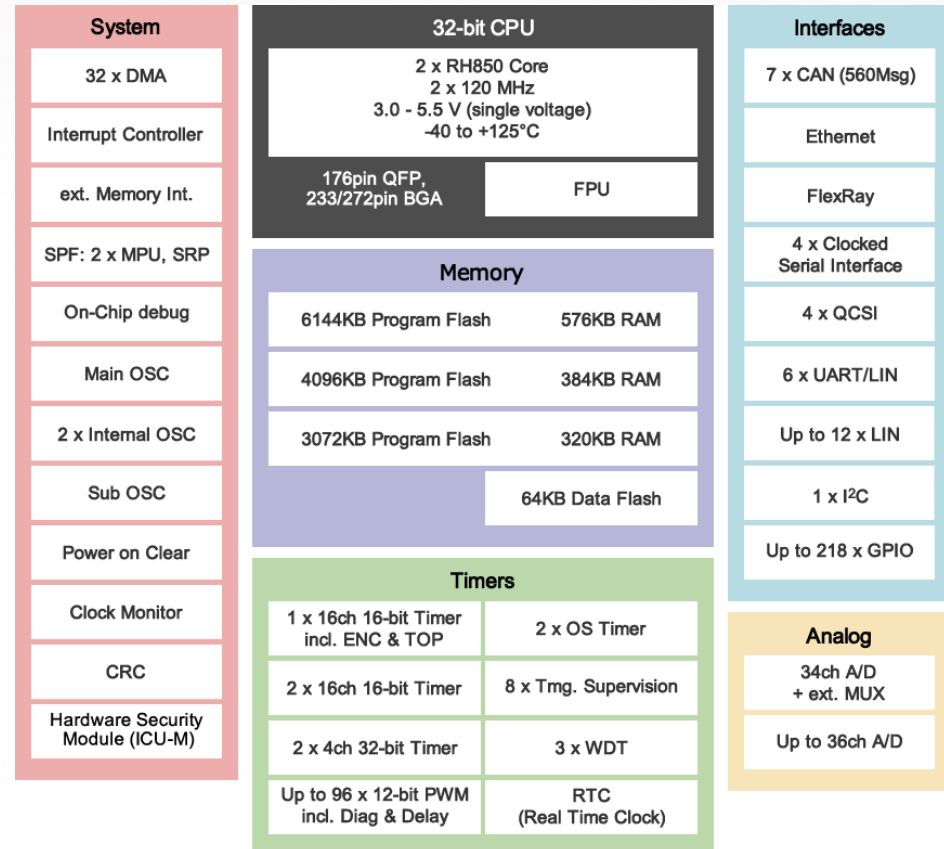 System
32 x DMA
Interrupt Controller
ext. Memory Int.
SPF: 2 x MPU, SRP
On-Chip debug
Main OSC
2 x Internal OSC
Sub OSC
Power on Clear
Clock Monitor
CRC
Hardware Security
Module (ICU-M)
32-bit CPU
2 x RH850 Core
2 x 120 MHz
3.0 - 5.5 V (single voltage)
-40 to +125°C
176pin QFP,
233/272pin BGA
FPU
Memory
6144KB Program Flash 576KB RAM
4096KB Program Flash 384KB RAM
3072KB Program Flash 320KB RAM
64KB Data Flash
Timers
1 x 16ch 16-bit Timer
incl. ENC & TOP
2 x OS Timer
2 x 16ch 16-bit Timer
8 x Tmg. Supervision
2 x 4ch 32-bit Timer
3 x WDT
Up to 96 x 12-bit PWM
incl. Diag & Delay
RTC
(Real Time Clock)
Interfaces
7 x CAN (560Msg)
Ethernet
FlexRay
4 x Clocked
Serial Interface
4 x QCSI
6 x UART/LIN
Up to 12 x LIN
1 x I²C
Up to 218 x GPIO
Analog
34ch A/D
+ ext. MUX
Up to 36ch A/D